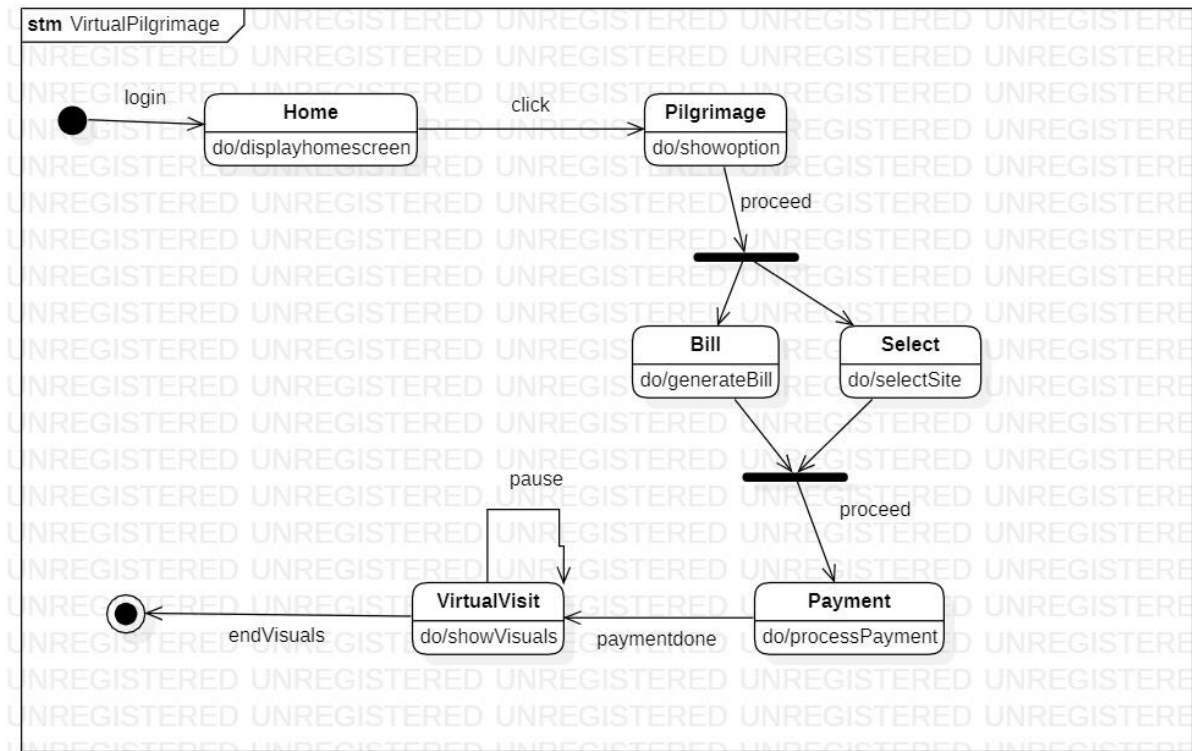 stm VirtualPilgrimage
login
Home
do/displayhomescreen
click
Pilgrimage
do/showoption
proceed
Bill
do/generateBill
Select
do/selectSite
proceed
pause
VirtualVisit
do/showVisuals
endVisuals
paymentdone
Payment
do/processPayment
UNREGISTERED